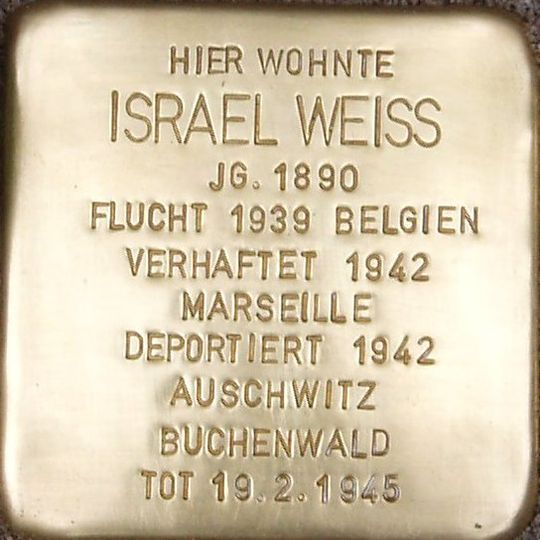 HIER WOHNTE
ISRAEL WEISS
JG. 1890
FLUCHT 1939 BELGIEN
VERHAFTET 1942
MARSEILLE
DEPORTIERT 1942
AUSCHWITZ
BUCHENWALD
TOT 19.2.1945